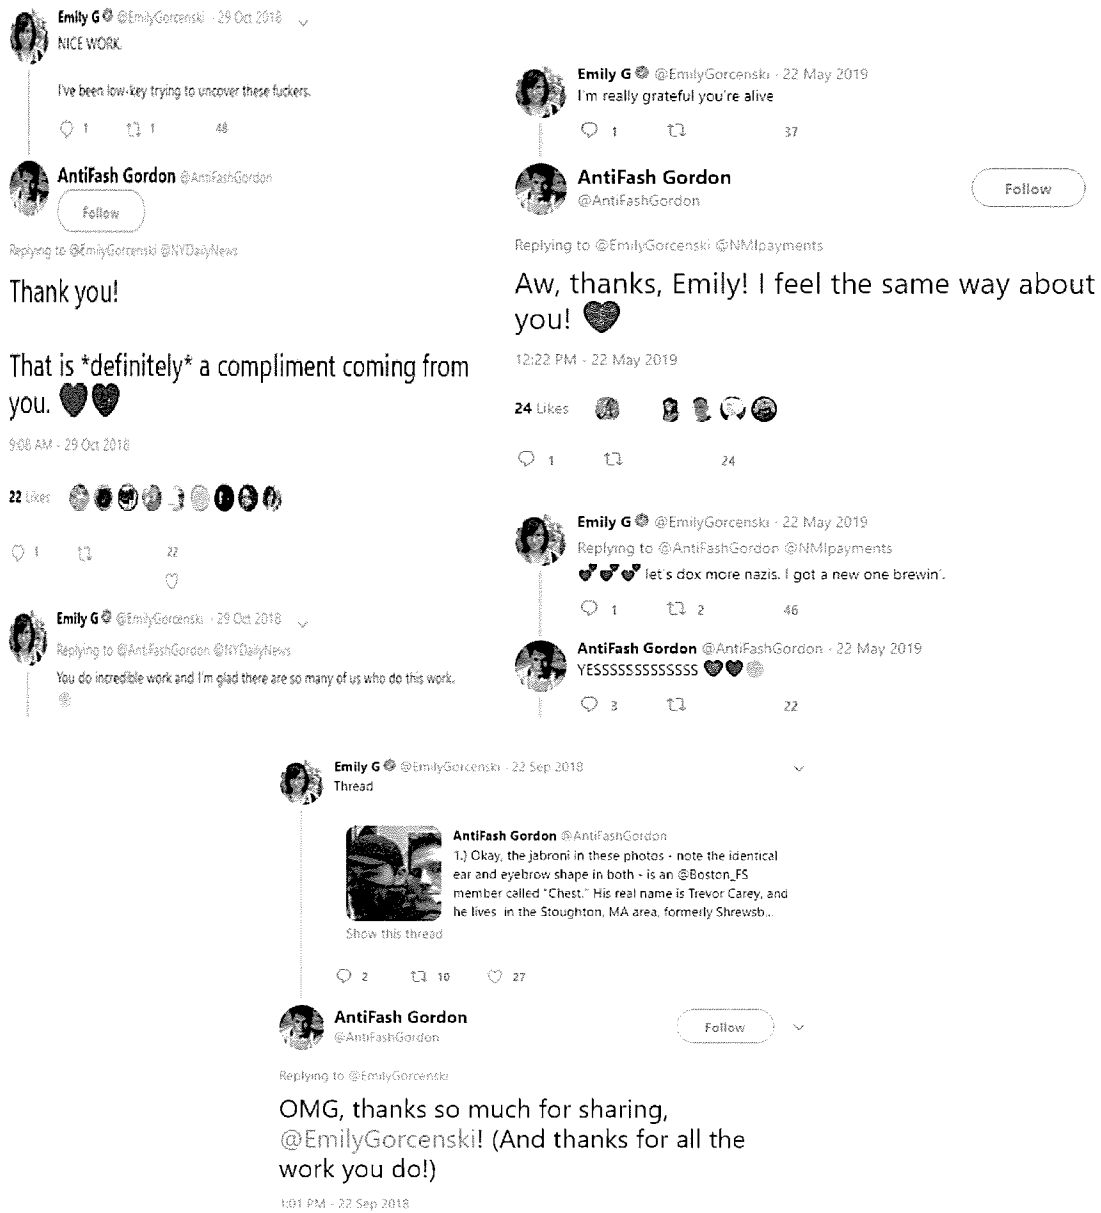 Emily G @EmilyGorcenski · 29 Oct 2018
NICE WORK.
I've been low-key trying to uncover these fuckers.
1 1 48
AntiFash Gordon @AntiFashGordon
Follow
Replying to @EmilyGorcenski @NYDailyNews
Thank you!
That is *definitely* a compliment coming from
you.
9:08 AM - 29 Oct 2018
22 Likes
1 22
Emily G @EmilyGorcenski · 29 Oct 2018
Replying to @AntiFashGordon @NYDailyNews
You do incredible work and I'm glad there are so many of us who do this work.
Emily G @EmilyGorcenski · 22 May 2019
I'm really grateful you're alive
1 37
AntiFash Gordon
@AntiFashGordon
Follow
Replying to @EmilyGorcenski @NMIpayments
Aw, thanks, Emily! I feel the same way about
you!
12:22 PM - 22 May 2019
24 Likes
1 24
Emily G @EmilyGorcenski · 22 May 2019
Replying to @AntiFashGordon @NMIpayments
let's dox more nazis. I got a new one brewin'.
1 2 46
AntiFash Gordon @AntiFashGordon · 22 May 2019
YESSSSSSSSSSSSS
3 22
Emily G @EmilyGorcenski · 22 Sep 2018
Thread
AntiFash Gordon @AntiFashGordon
1.) Okay, the jabroni in these photos - note the identical
ear and eyebrow shape in both - is an @Boston_FS
member called "Chest." His real name is Trevor Carey, and
he lives in the Stoughton, MA area, formerly Shrewsb...
Show this thread
2 10 27
AntiFash Gordon
@AntiFashGordon
Follow
Replying to @EmilyGorcenski
OMG, thanks so much for sharing,
@EmilyGorcenski! (And thanks for all the
work you do!)
1:01 PM - 22 Sep 2018